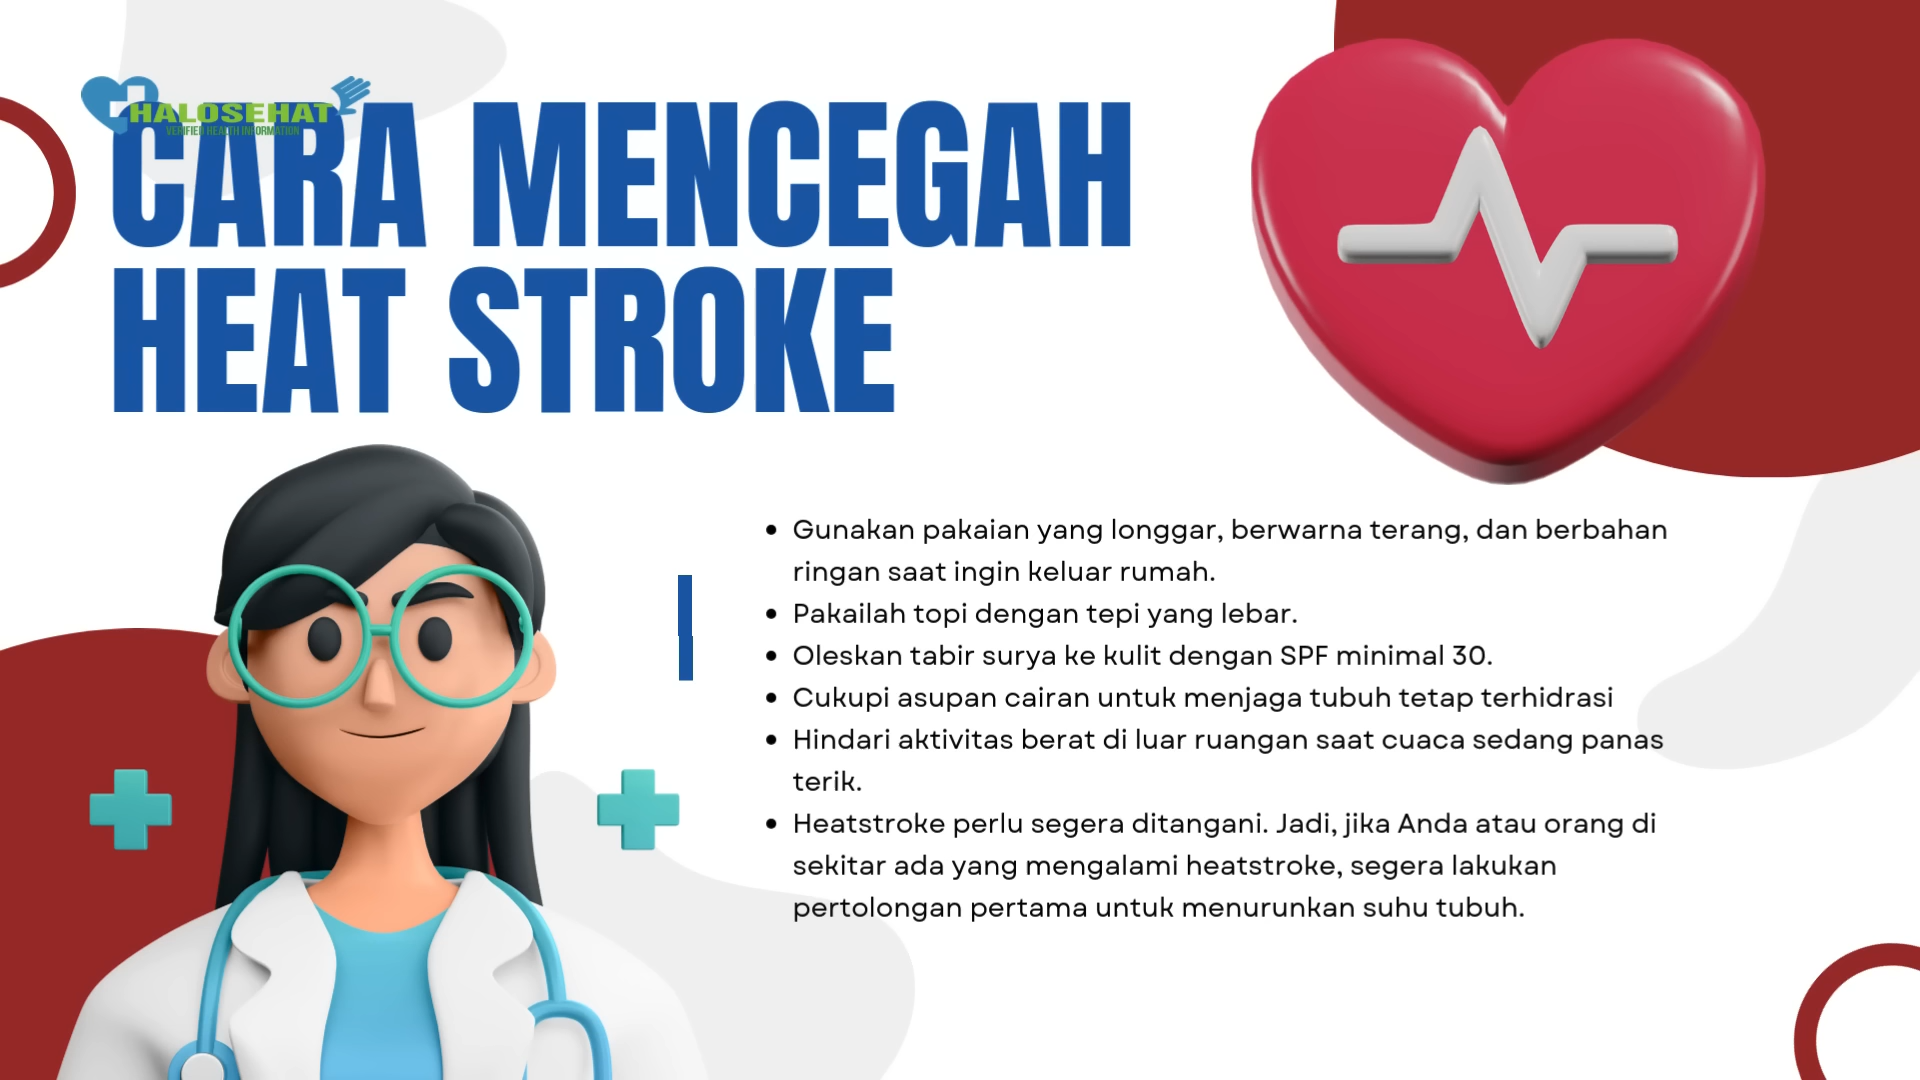 HALOSEHAT
VERIFIED HEALTH INFORMATION
CARA MENCEGAH
HEAT STROKE
• Gunakan pakaian yang longgar, berwarna terang, dan berbahan
ringan saat ingin keluar rumah.
• Pakailah topi dengan tepi yang lebar.
• Oleskan tabir surya ke kulit dengan SPF minimal 30.
• Cukupi asupan cairan untuk menjaga tubuh tetap terhidrasi
• Hindari aktivitas berat di luar ruangan saat cuaca sedang panas
terik.
• Heatstroke perlu segera ditangani. Jadi, jika Anda atau orang di
sekitar ada yang mengalami heatstroke, segera lakukan
pertolongan pertama untuk menurunkan suhu tubuh.